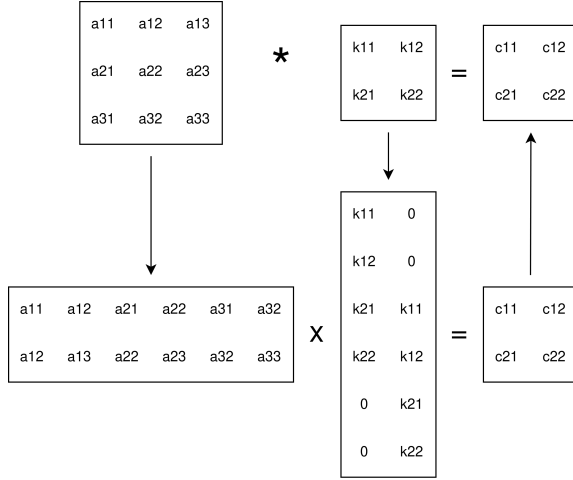 a11 a12 a13
a21 a22 a23
a31 a32 a33
*
k11 k12
k21 k22
=
c11 c12
c21 c22
a11 a12 a21 a22 a31 a32
a12 a13 a22 a23 a32 a33
x
k11 0
k12 0
k21 k11
k22 k12
0 k21
0 k22
=
c11 c12
c21 c22